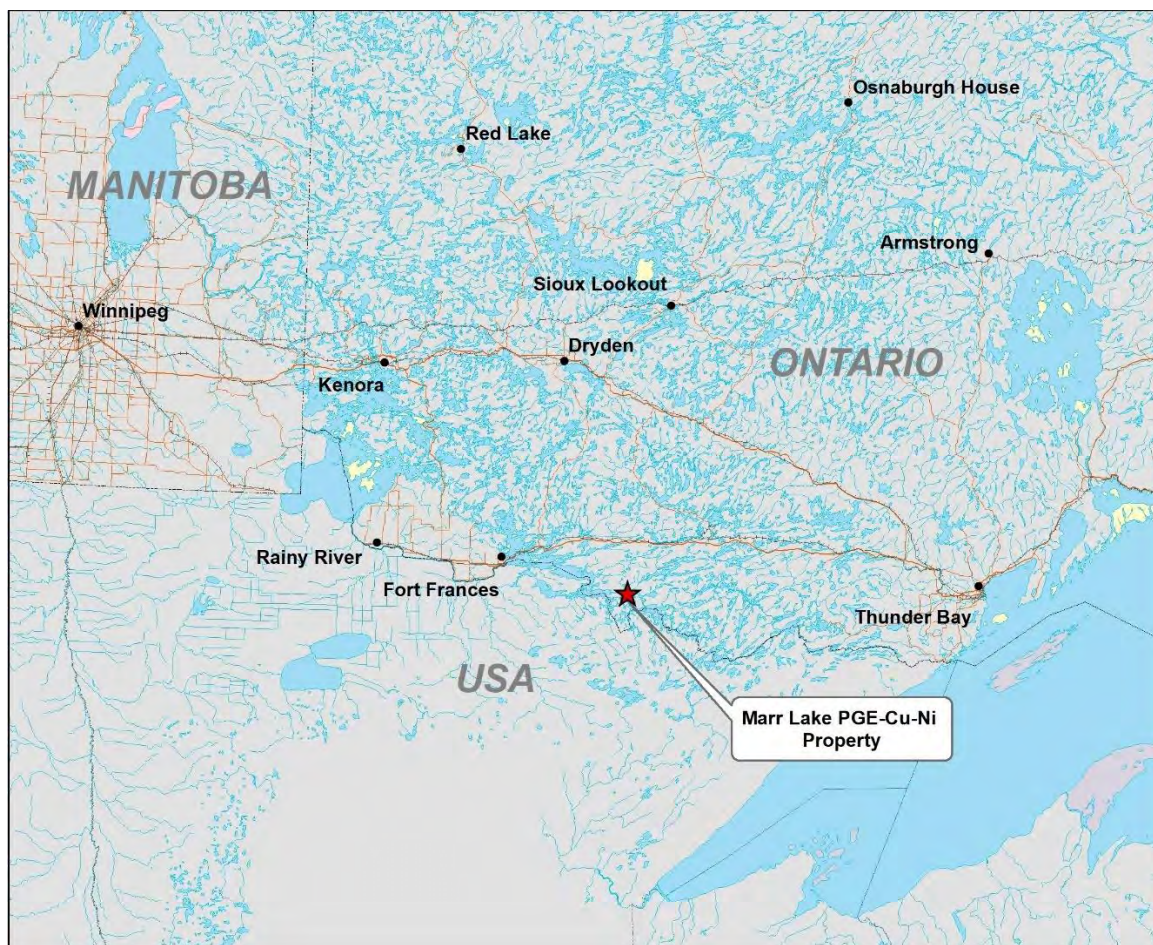 Osnaburgh House
Red Lake
MANITOBA
Armstrong
Sioux Lookout
Winnipeg
Dryden
ONTARIO
Kenora
Rainy River
Fort Frances
Thunder Bay
USA
Marr Lake PGE-Cu-Ni
Property